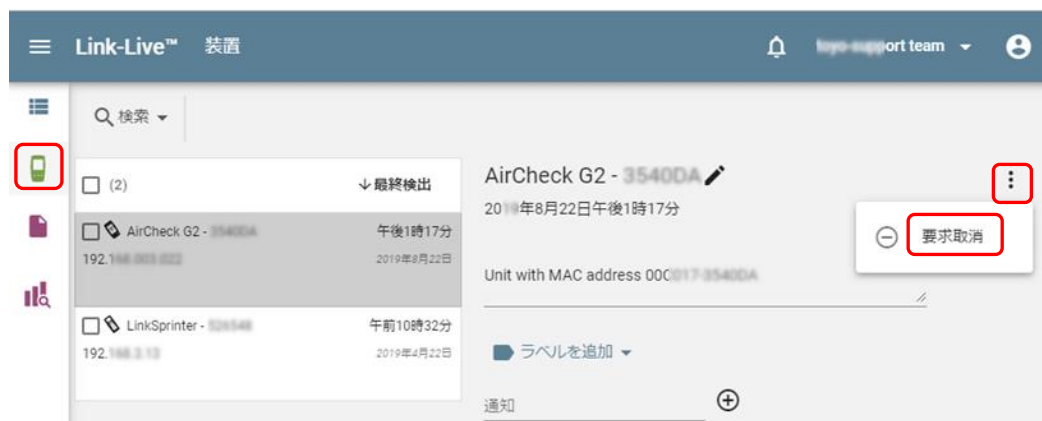 Link-Live™ 装置
ort team
検索
(2)
最終検出
AirCheck G2 -
午後1時17分
192.
2019年8月22日
LinkSprinter -
午前10時32分
192.
2019年4月22日
AirCheck G2 -
年8月22日午後1時17分
要求取消
Unit with MAC address 00C
ラベルを追加
通知